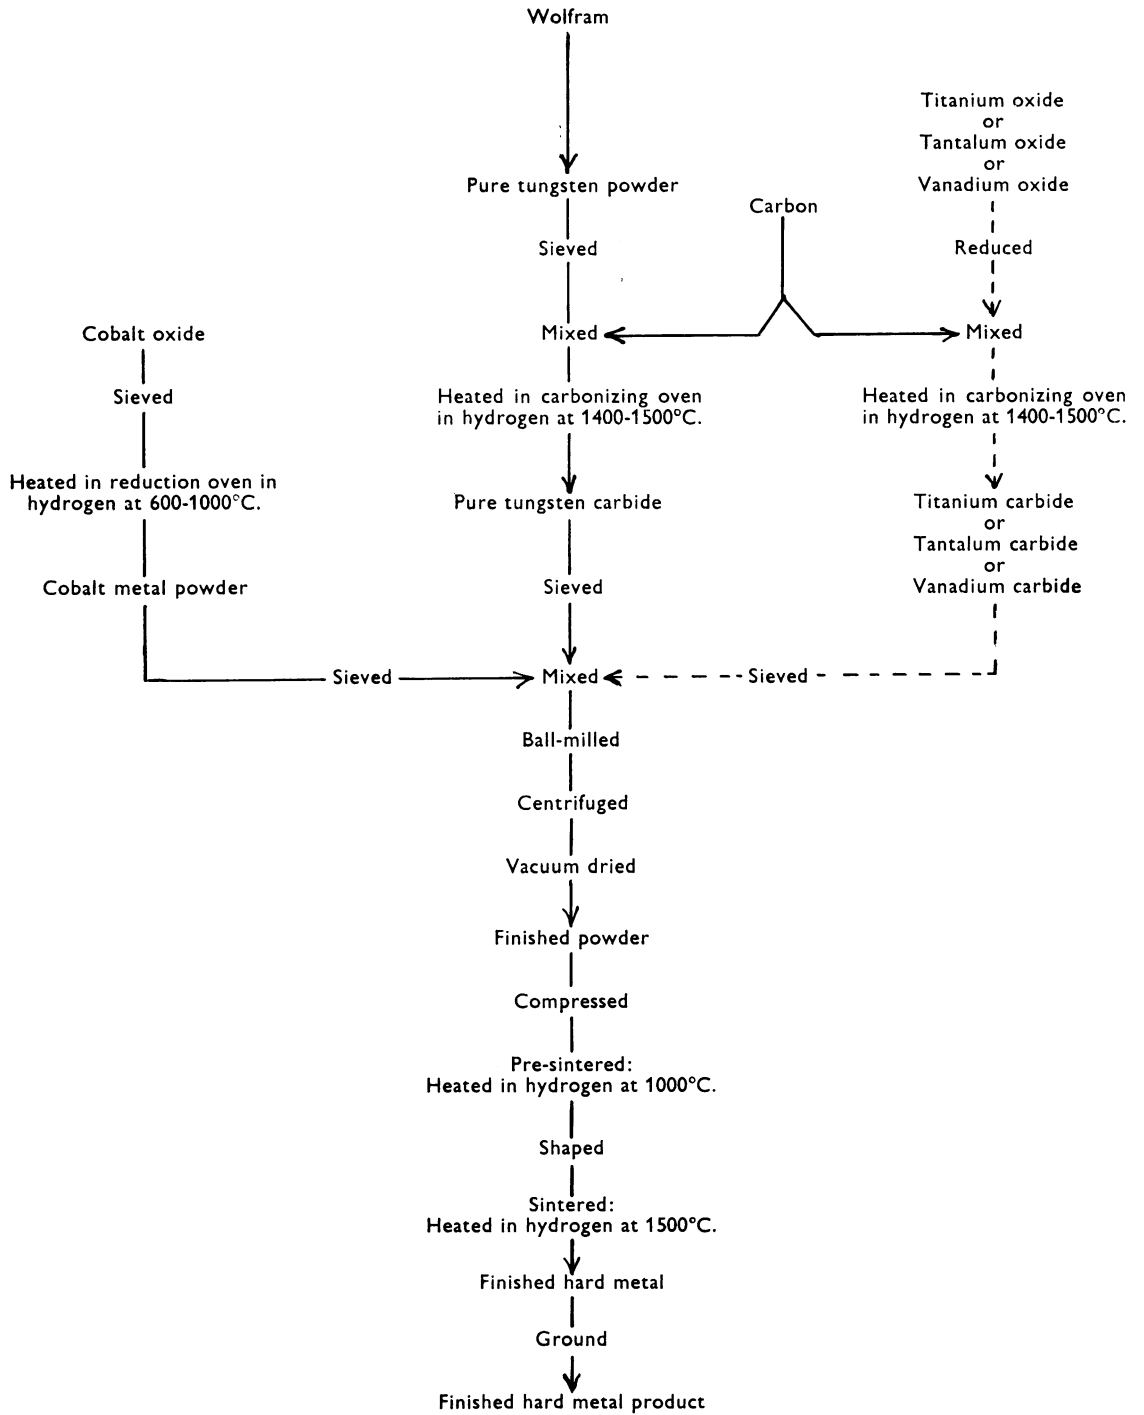 Wolfram
Titanium oxide
or
Tantalum oxide
or
Vanadium oxide
Pure tungsten powder
Carbon
Sieved
Reduced
Cobalt oxide
Mixed
Mixed
Sieved
Heated in carbonizing oven
in hydrogen at 1400-1500°C.
Heated in carbonizing oven
in hydrogen at 1400-1500°C.
Heated in reduction oven in
hydrogen at 600-1000°C.
Pure tungsten carbide
Titanium carbide
or
Tantalum carbide
or
Vanadium carbide
Cobalt metal powder
Sieved
Sieved
Mixed
Sieved
Ball-milled
Centrifuged
Vacuum dried
Finished powder
Compressed
Pre-sintered:
Heated in hydrogen at 1000°C.
Shaped
Sintered:
Heated in hydrogen at 1500°C.
Finished hard metal
Ground
Finished hard metal product